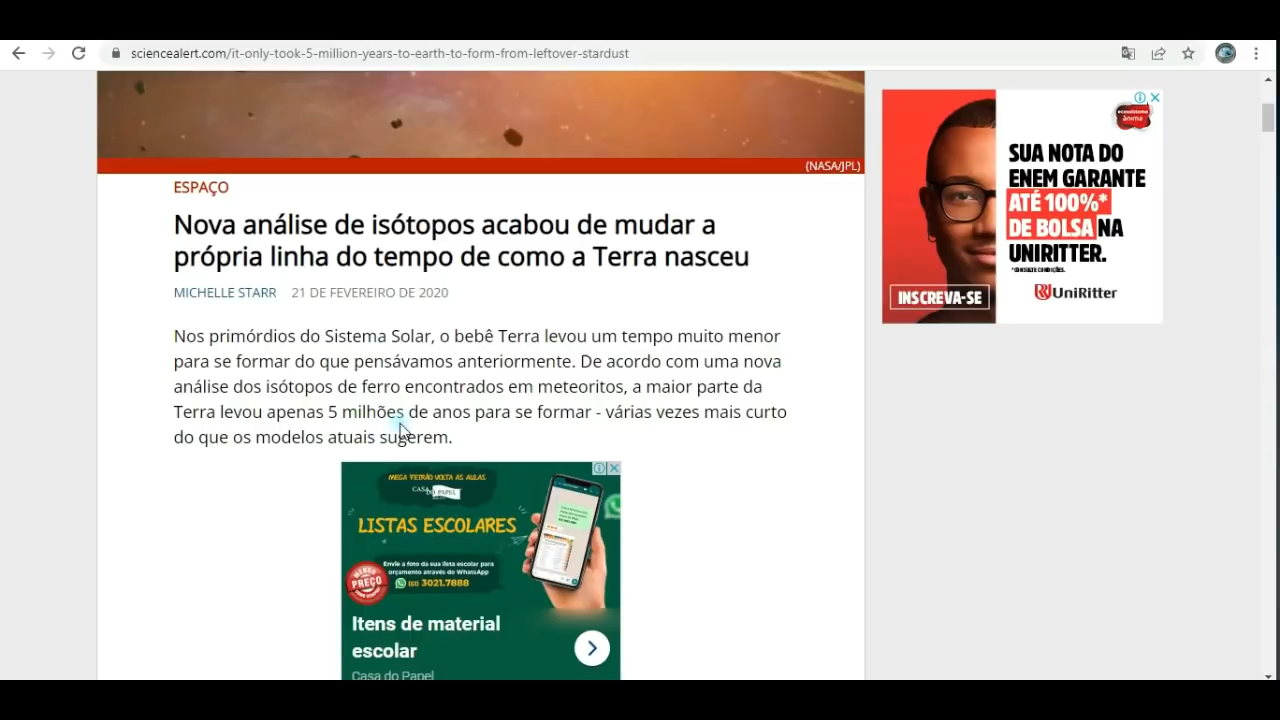 sciencealert.com/it-only-took-5-million-years-to-earth-to-form-from-leftover-stardust
(NASA/JPL)
ESPAÇO
Nova análise de isótopos acabou de mudar a
própria linha do tempo de como a Terra nasceu
MICHELLE STARR 21 DE FEVEREIRO DE 2020
Nos primórdios do Sistema Solar, o bebê Terra levou um tempo muito menor
para se formar do que pensávamos anteriormente. De acordo com uma nova
análise dos isótopos de ferro encontrados em meteoritos, a maior parte da
Terra levou apenas 5 milhões de anos para se formar - várias vezes mais curto
do que os modelos atuais sugerem.
MEGA FEIRÃO VOLTA AS AULAS
CASA DO PAPEL
LISTAS ESCOLARES
Envie a foto da sua lista escolar para
orçamento através do WhatsApp
(51) 3021.7888
MENOR
PREÇO
Itens de material
escolar
Casa do Papel
ecossistema
ânima
SUA NOTA DO
ENEM GARANTE
ATÉ 100%*
DE BOLSA NA
UNIRITTER.
*CONSULTE CONDIÇÕES.
INSCREVA-SE
UniRitter